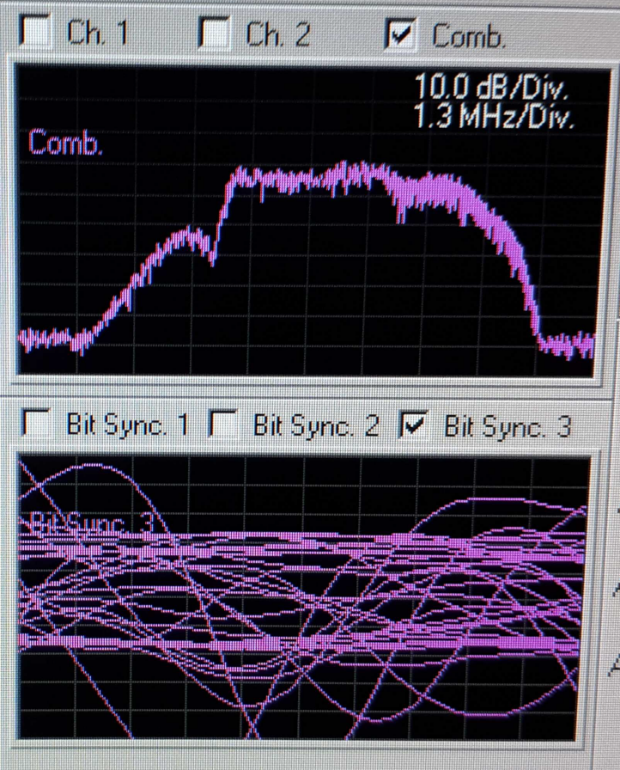 Ch. 1 Ch. 2 Comb.
10.0 dB/Div.
1.3 MHz/Div.
Comb.
Bit Sync. 1 Bit Sync. 2 Bit Sync. 3
Bit Sync. 3